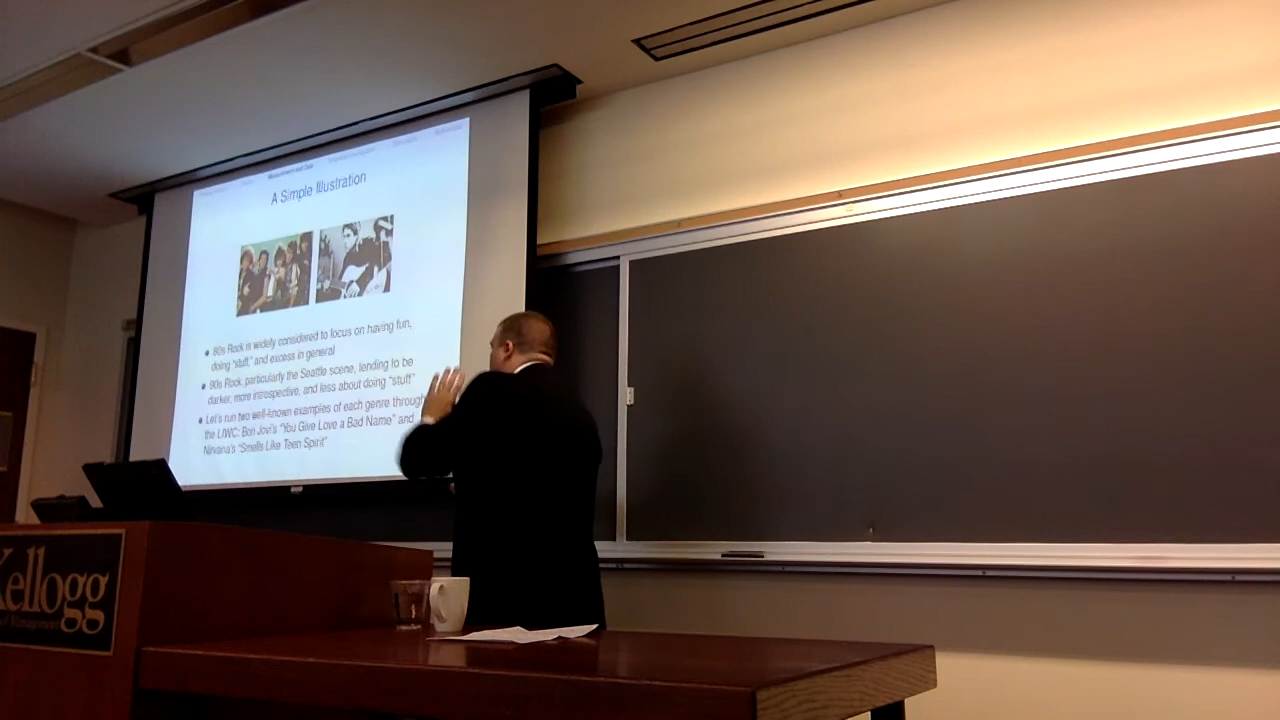 Measurement and Data
A Simple Illustration
80s Rock is widely considered to focus on having fun,
doing "stuff," and excess in general
90s Rock, particularly the Seattle scene, tending to be
darker, more introspective, and less about doing "stuff"
Let's run two well-known examples of each genre through
the LIWC: Bon Jovi's "You Give Love a Bad Name" and
Nirvana's "Smells Like Teen Spirit"
Kellogg
Management